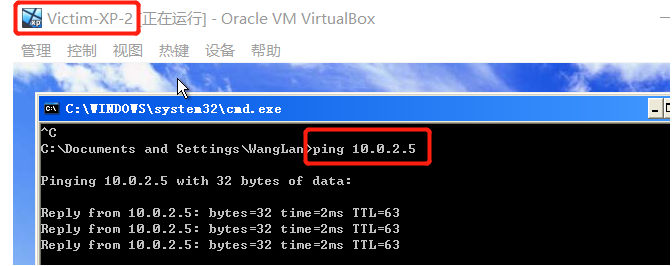 Victim-XP-2 [正在运行] - Oracle VM VirtualBox
管理 控制 视图 热键 设备 帮助
C:\WINDOWS\system32\cmd.exe
^C
C:\Documents and Settings\WangLan>ping 10.0.2.5
Pinging 10.0.2.5 with 32 bytes of data:
Reply from 10.0.2.5: bytes=32 time=2ms TTL=63
Reply from 10.0.2.5: bytes=32 time=2ms TTL=63
Reply from 10.0.2.5: bytes=32 time=2ms TTL=63